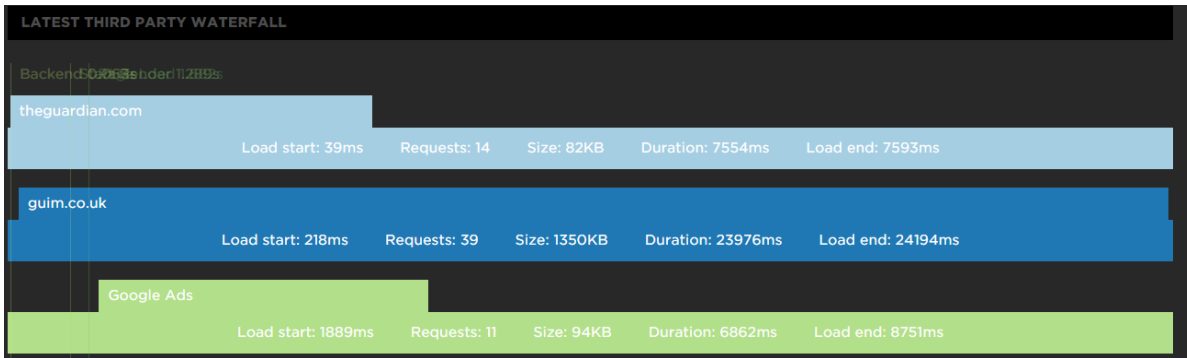 LATEST THIRD PARTY WATERFALL
Backend
theguardian.com
Load start: 39ms Requests: 14 Size: 82KB Duration: 7554ms Load end: 7593ms
guim.co.uk
Load start: 218ms Requests: 39 Size: 1350KB Duration: 23976ms Load end: 24194ms
Google Ads
Load start: 1889ms Requests: 11 Size: 94KB Duration: 6862ms Load end: 8751ms